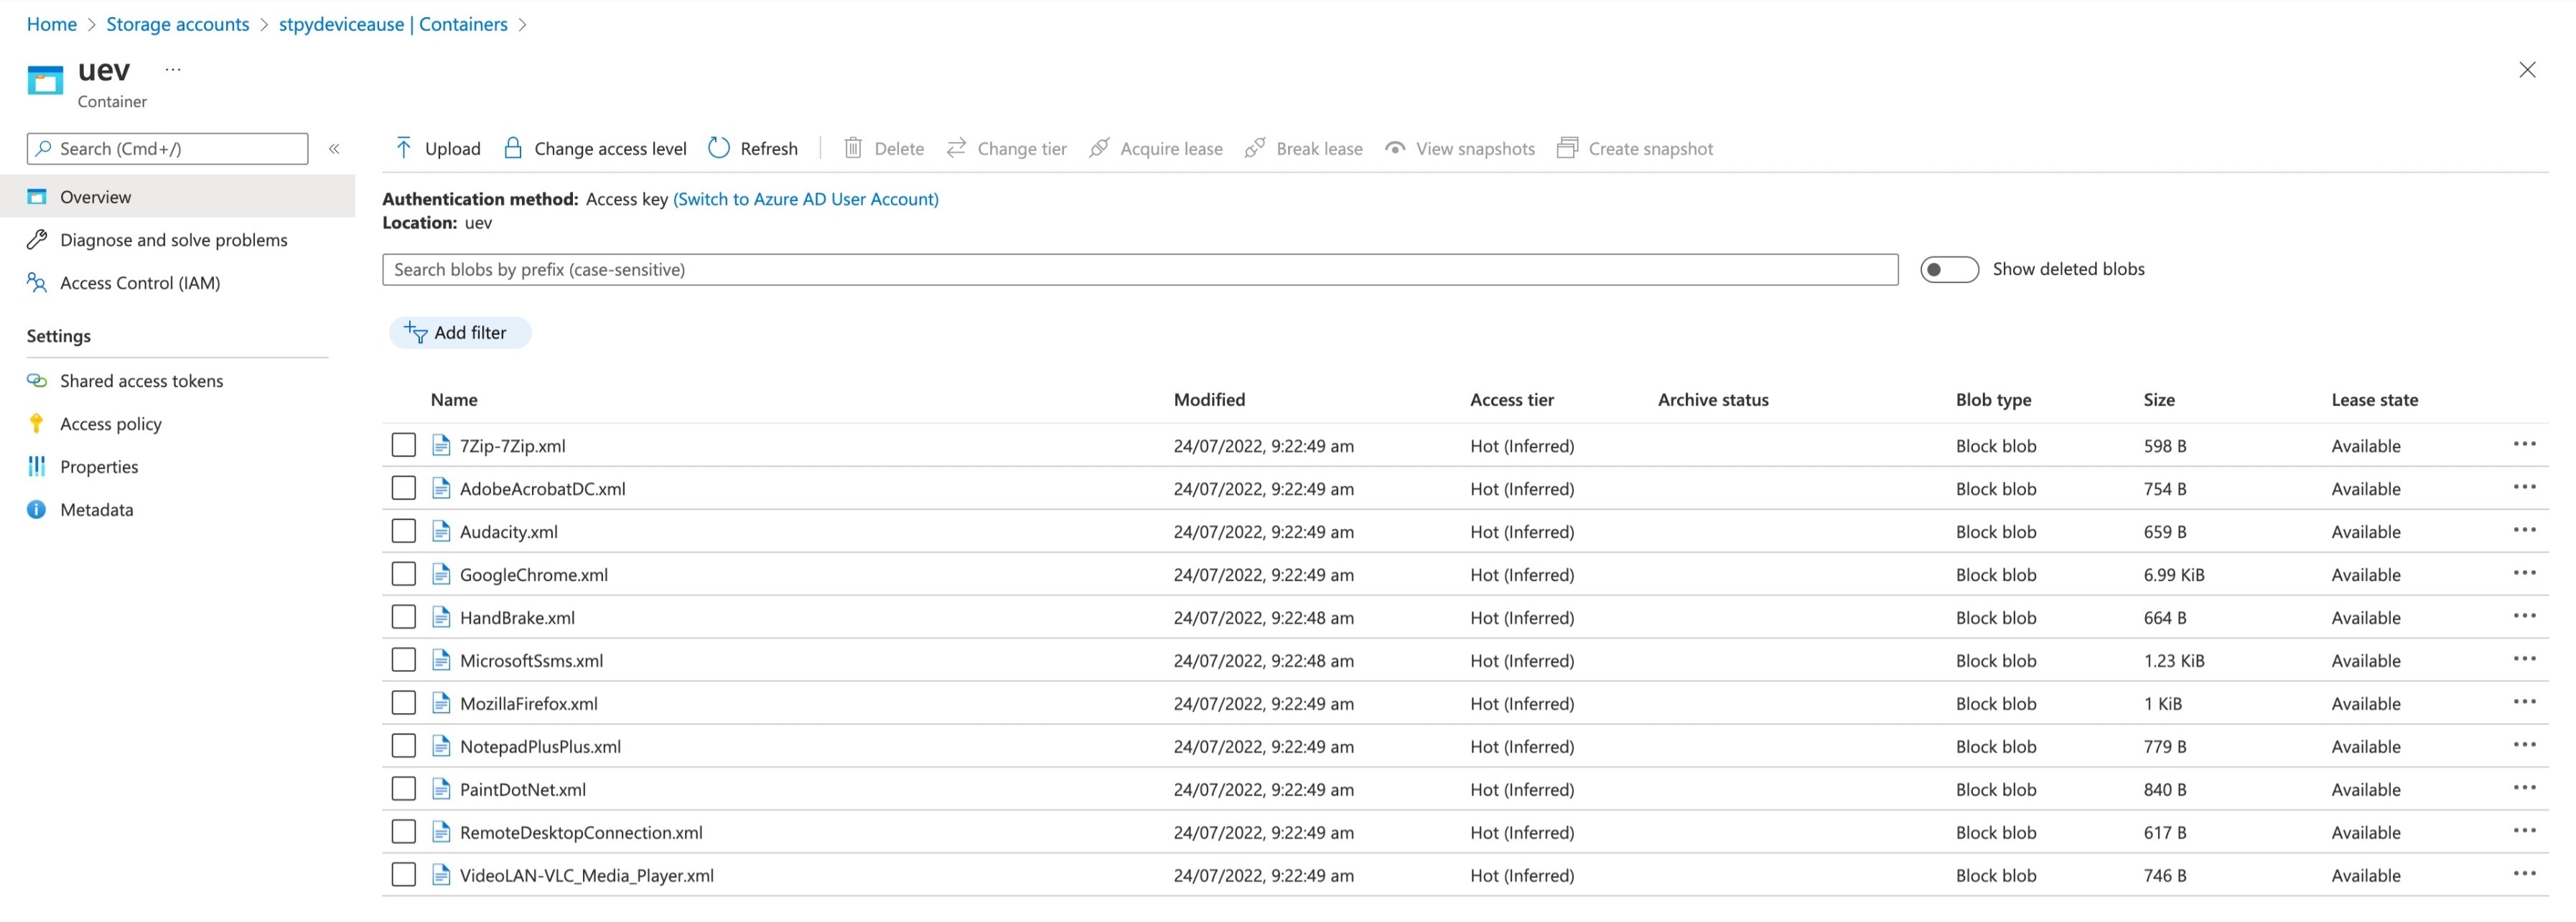 Home > Storage accounts > stpydeviceause | Containers >
uev ...
Container
Search (Cmd+/) «
Upload Change access level Refresh Delete Change tier Acquire lease Break lease View snapshots Create snapshot
Overview
Diagnose and solve problems
Access Control (IAM)
Settings
Shared access tokens
Access policy
Properties
Metadata
Authentication method: Access key (Switch to Azure AD User Account)
Location: uev
Search blobs by prefix (case-sensitive) Show deleted blobs
Add filter
Name Modified Access tier Archive status Blob type Size Lease state
7Zip-7Zip.xml 24/07/2022, 9:22:49 am Hot (Inferred) Block blob 598 B Available ...
AdobeAcrobatDC.xml 24/07/2022, 9:22:49 am Hot (Inferred) Block blob 754 B Available ...
Audacity.xml 24/07/2022, 9:22:49 am Hot (Inferred) Block blob 659 B Available ...
GoogleChrome.xml 24/07/2022, 9:22:49 am Hot (Inferred) Block blob 6.99 KiB Available ...
HandBrake.xml 24/07/2022, 9:22:48 am Hot (Inferred) Block blob 664 B Available ...
MicrosoftSsms.xml 24/07/2022, 9:22:48 am Hot (Inferred) Block blob 1.23 KiB Available ...
MozillaFirefox.xml 24/07/2022, 9:22:49 am Hot (Inferred) Block blob 1 KiB Available ...
NotepadPlusPlus.xml 24/07/2022, 9:22:49 am Hot (Inferred) Block blob 779 B Available ...
PaintDotNet.xml 24/07/2022, 9:22:49 am Hot (Inferred) Block blob 840 B Available ...
RemoteDesktopConnection.xml 24/07/2022, 9:22:49 am Hot (Inferred) Block blob 617 B Available ...
VideoLAN-VLC_Media_Player.xml 24/07/2022, 9:22:49 am Hot (Inferred) Block blob 746 B Available ...